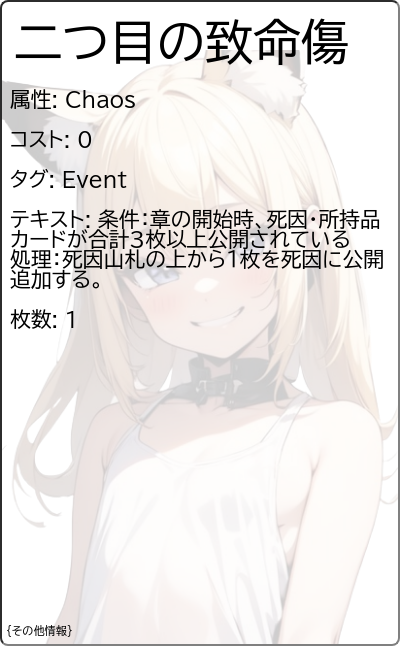 二つ目の致命傷
属性: Chaos
コスト: 0
タグ: Event
テキスト: 条件：章の開始時、死因・所持品
カードが合計3枚以上公開されている
処理：死因山札の上から1枚を死因に公開
追加する。
枚数: 1
{その他情報}